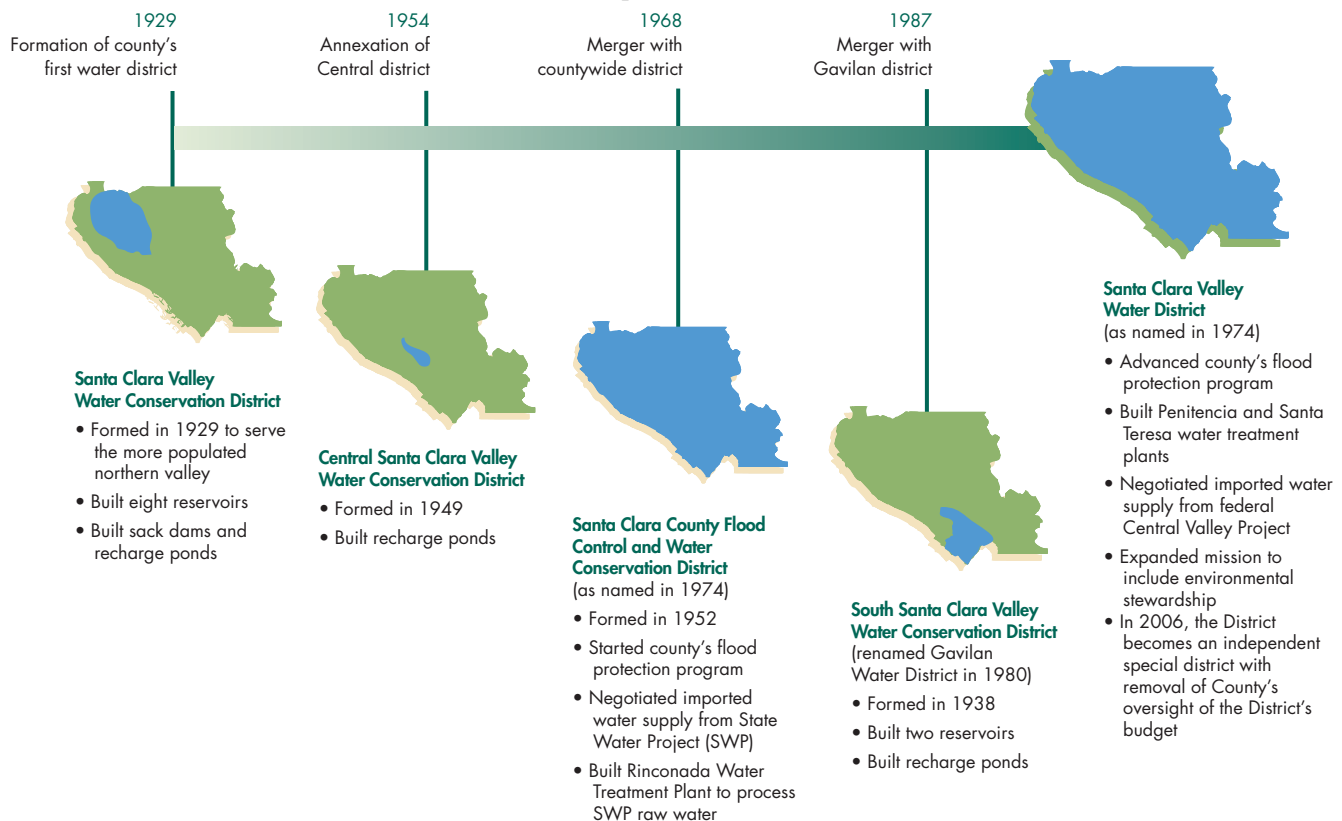 1929
Formation of county's
first water district
1954
Annexation of
Central district
1968
Merger with
countywide district
1987
Merger with
Gavilan district
Santa Clara Valley
Water Conservation District
• Formed in 1929 to serve
the more populated
northern valley
• Built eight reservoirs
• Built sack dams and
recharge ponds
Central Santa Clara Valley
Water Conservation District
• Formed in 1949
• Built recharge ponds
Santa Clara County Flood
Control and Water
Conservation District
(as named in 1974)
• Formed in 1952
• Started county's flood
protection program
• Negotiated imported
water supply from State
Water Project (SWP)
• Built Rinconada Water
Treatment Plant to process
SWP raw water
South Santa Clara Valley
Water Conservation District
(renamed Gavilan
Water District in 1980)
• Formed in 1938
• Built two reservoirs
• Built recharge ponds
Santa Clara Valley
Water District
(as named in 1974)
• Advanced county's flood
protection program
• Built Penitencia and Santa
Teresa water treatment
plants
• Negotiated imported water
supply from federal
Central Valley Project
• Expanded mission to
include environmental
stewardship
• In 2006, the District
becomes an independent
special district with
removal of County's
oversight of the District's
budget